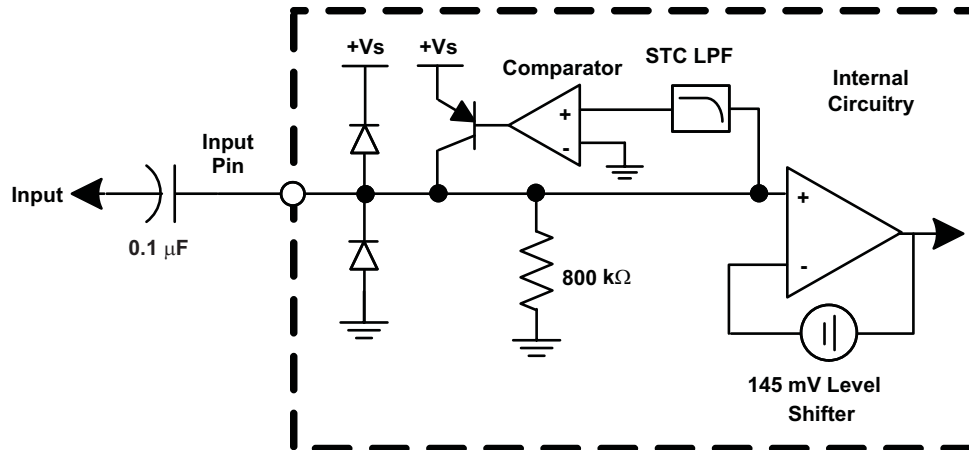 +Vs
+Vs
Comparator
STC LPF
Internal
Circuitry
Input
Pin
+
-
Input
0.1 μF
+
-
800 kΩ
145 mV Level
Shifter